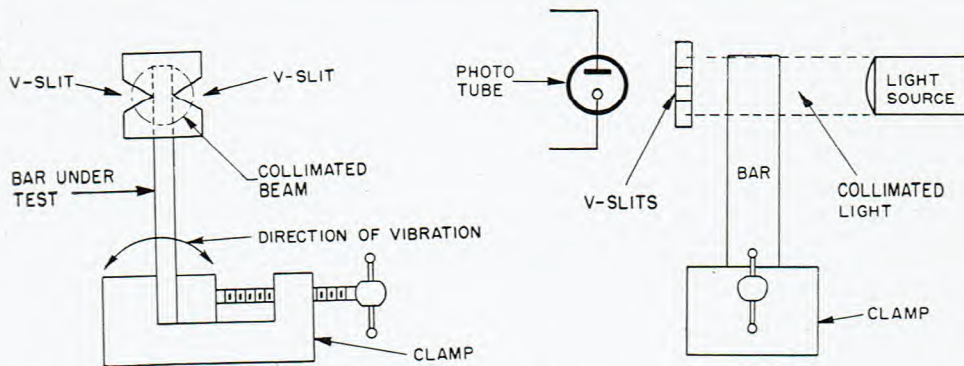 V-SLIT
V-SLIT
COLLIMATED
BEAM
BAR UNDER
TEST
DIRECTION OF VIBRATION
CLAMP
PHOTO
TUBE
LIGHT
SOURCE
V-SLITS
BAR
COLLIMATED
LIGHT
CLAMP